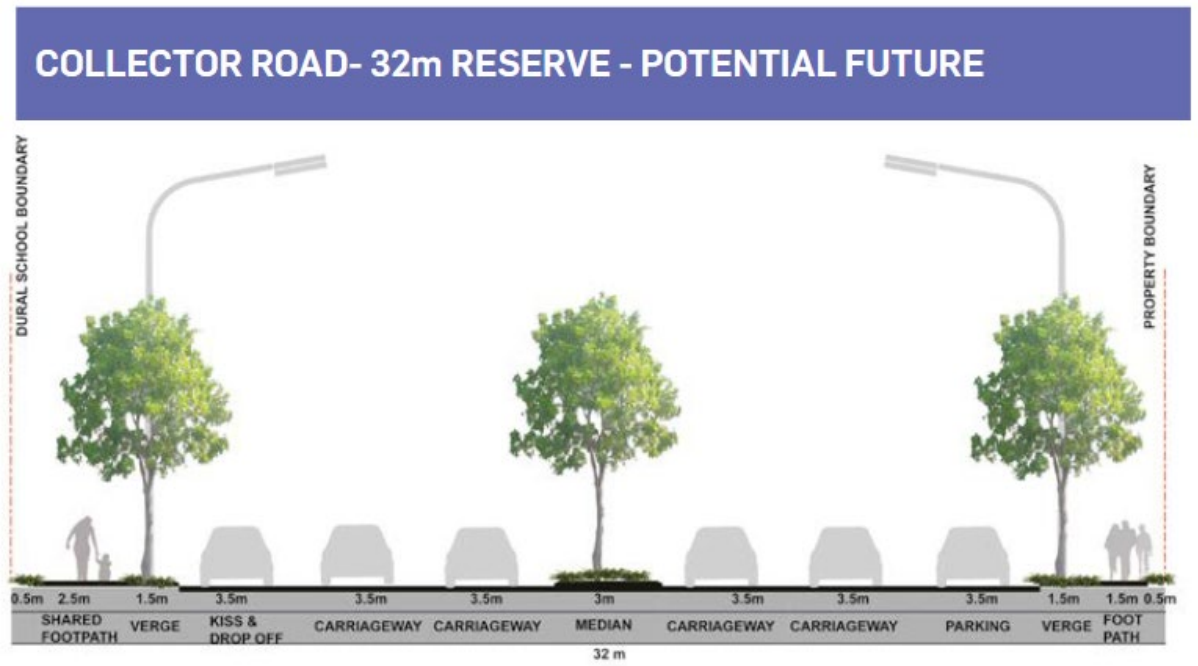 COLLECTOR ROAD- 32m RESERVE - POTENTIAL FUTURE
DURAL SCHOOL BOUNDARY
PROPERTY BOUNDARY
0.5m 2.5m 1.5m 3.5m 3.5m 3.5m 3m 3.5m 3.5m 3.5m 1.5m 1.5m 0.5m
SHARED FOOTPATH VERGE KISS & DROP OFF CARRIAGEWAY CARRIAGEWAY MEDIAN CARRIAGEWAY CARRIAGEWAY PARKING VERGE FOOT PATH
32 m